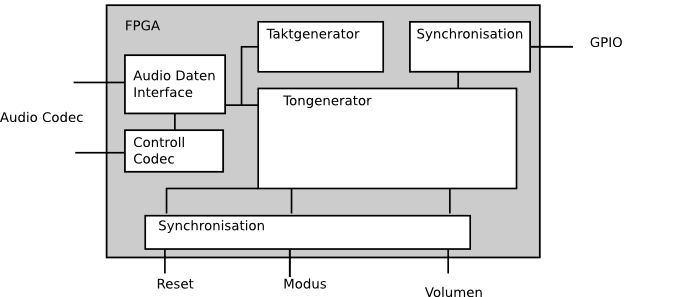 FPGA
Taktgenerator
Synchronisation
GPIO
Audio Daten
Interface
Tongenerator
Audio Codec
Controll
Codec
Synchronisation
Reset
Modus
Volumen